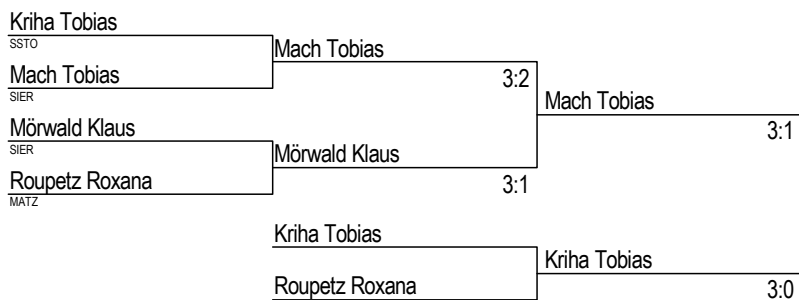 Kriha Tobias
SSTO
Mach Tobias
Mach Tobias
3:2
SIER
Mach Tobias
Mörwald Klaus
3:1
SIER
Mörwald Klaus
Roupetz Roxana
3:1
MATZ
Kriha Tobias
Kriha Tobias
Roupetz Roxana
3:0